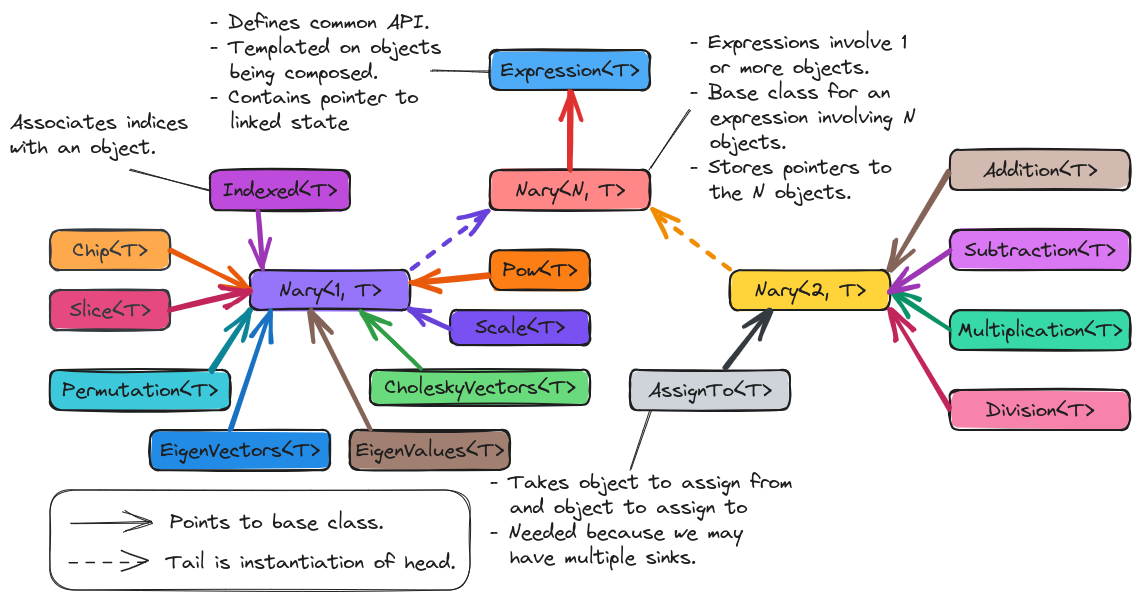 - Defines common API.
- Templated on objects
being composed.
- Contains pointer to
linked state
Expression<T>
- Expressions involve 1
or more objects.
- Base class for an
expression involving N
objects.
- Stores pointers to
the N objects.
Associates indices
with an object.
Indexed<T>
Nary<N, T>
Addition<T>
Chip<T>
Pow<T>
Subtraction<T>
Slice<T>
Nary<1, T>
Nary<2, T>
Scale<T>
Multiplication<T>
Permutation<T>
CholeskyVectors<T>
AssignTo<T>
Division<T>
EigenVectors<T>
EigenValues<T>
- Takes object to assign from
and object to assign to
- Needed because we may
have multiple sinks.
Points to base class.
Tail is instantiation of head.